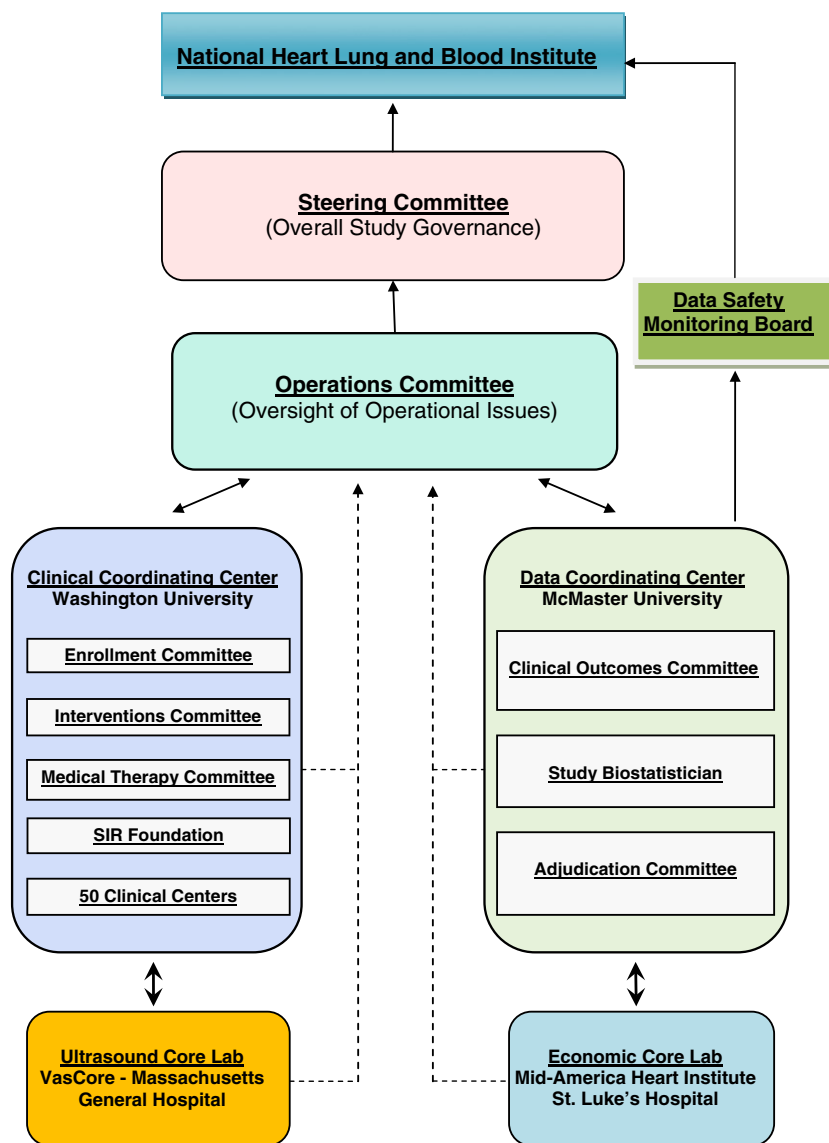 National Heart Lung and Blood Institute
Steering Committee
(Overall Study Governance)
Data Safety
Monitoring Board
Operations Committee
(Oversight of Operational Issues)
Clinical Coordinating Center
Washington University
Enrollment Committee
Interventions Committee
Medical Therapy Committee
SIR Foundation
50 Clinical Centers
Data Coordinating Center
McMaster University
Clinical Outcomes Committee
Study Biostatistician
Adjudication Committee
Ultrasound Core Lab
VasCore - Massachusetts
General Hospital
Economic Core Lab
Mid-America Heart Institute
St. Luke’s Hospital